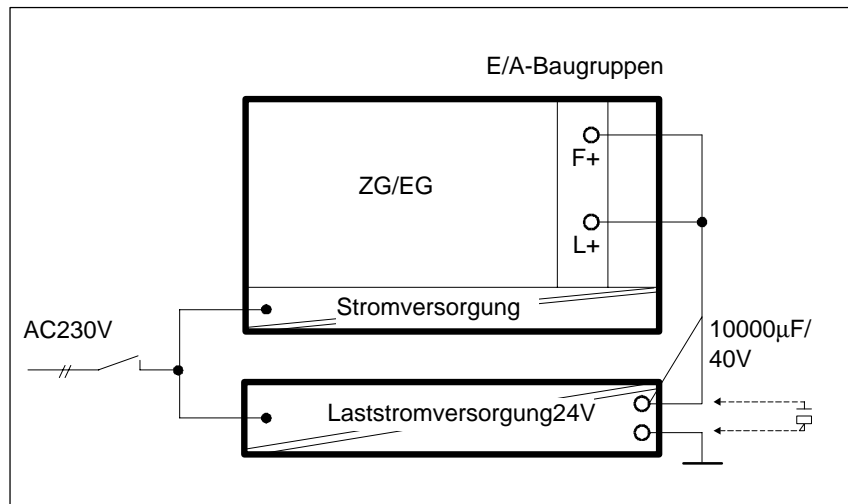 E/A-Baugruppen
F+
ZG/EG
L+
Stromversorgung
AC230V
10000µF/
40V
Laststromversorgung24V